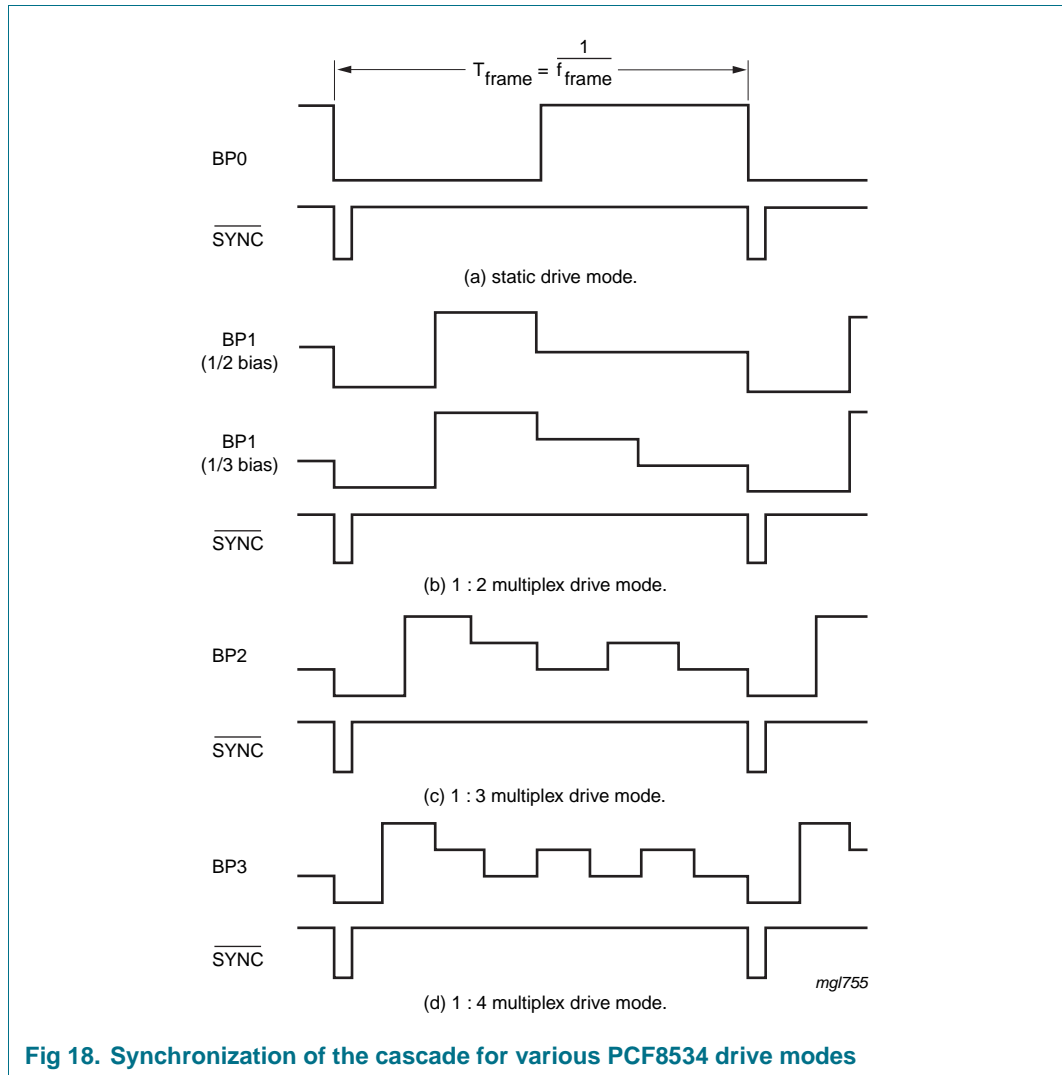 T_frame = 1 / f_frame
BP0
SYNC
(a) static drive mode.
BP1
(1/2 bias)
BP1
(1/3 bias)
SYNC
(b) 1 : 2 multiplex drive mode.
BP2
SYNC
(c) 1 : 3 multiplex drive mode.
BP3
SYNC
mgl755
(d) 1 : 4 multiplex drive mode.
Fig 18. Synchronization of the cascade for various PCF8534 drive modes